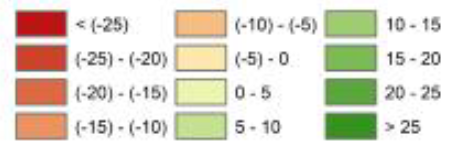 < (-25) (-10) - (-5) 10 - 15
(-25) - (-20) (-5) - 0 15 - 20
(-20) - (-15) 0 - 5 20 - 25
(-15) - (-10) 5 - 10 > 25